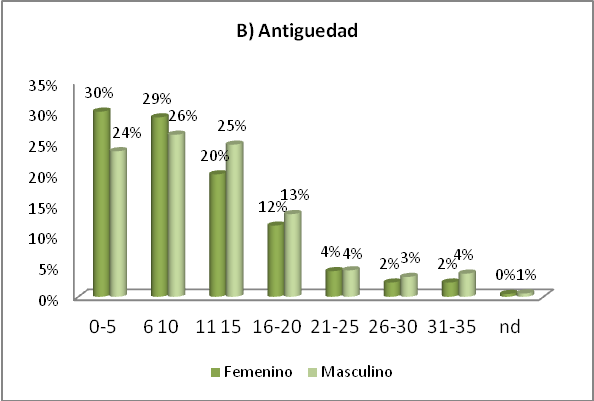 B) Antiguedad
35%
30%
25%
20%
15%
10%
5%
0%
30% 24% 29% 26% 20% 25% 12% 13% 4% 4% 2% 3% 2% 4% 0% 1%
0-5 6 10 11 15 16-20 21-25 26-30 31-35 nd
Femenino Masculino